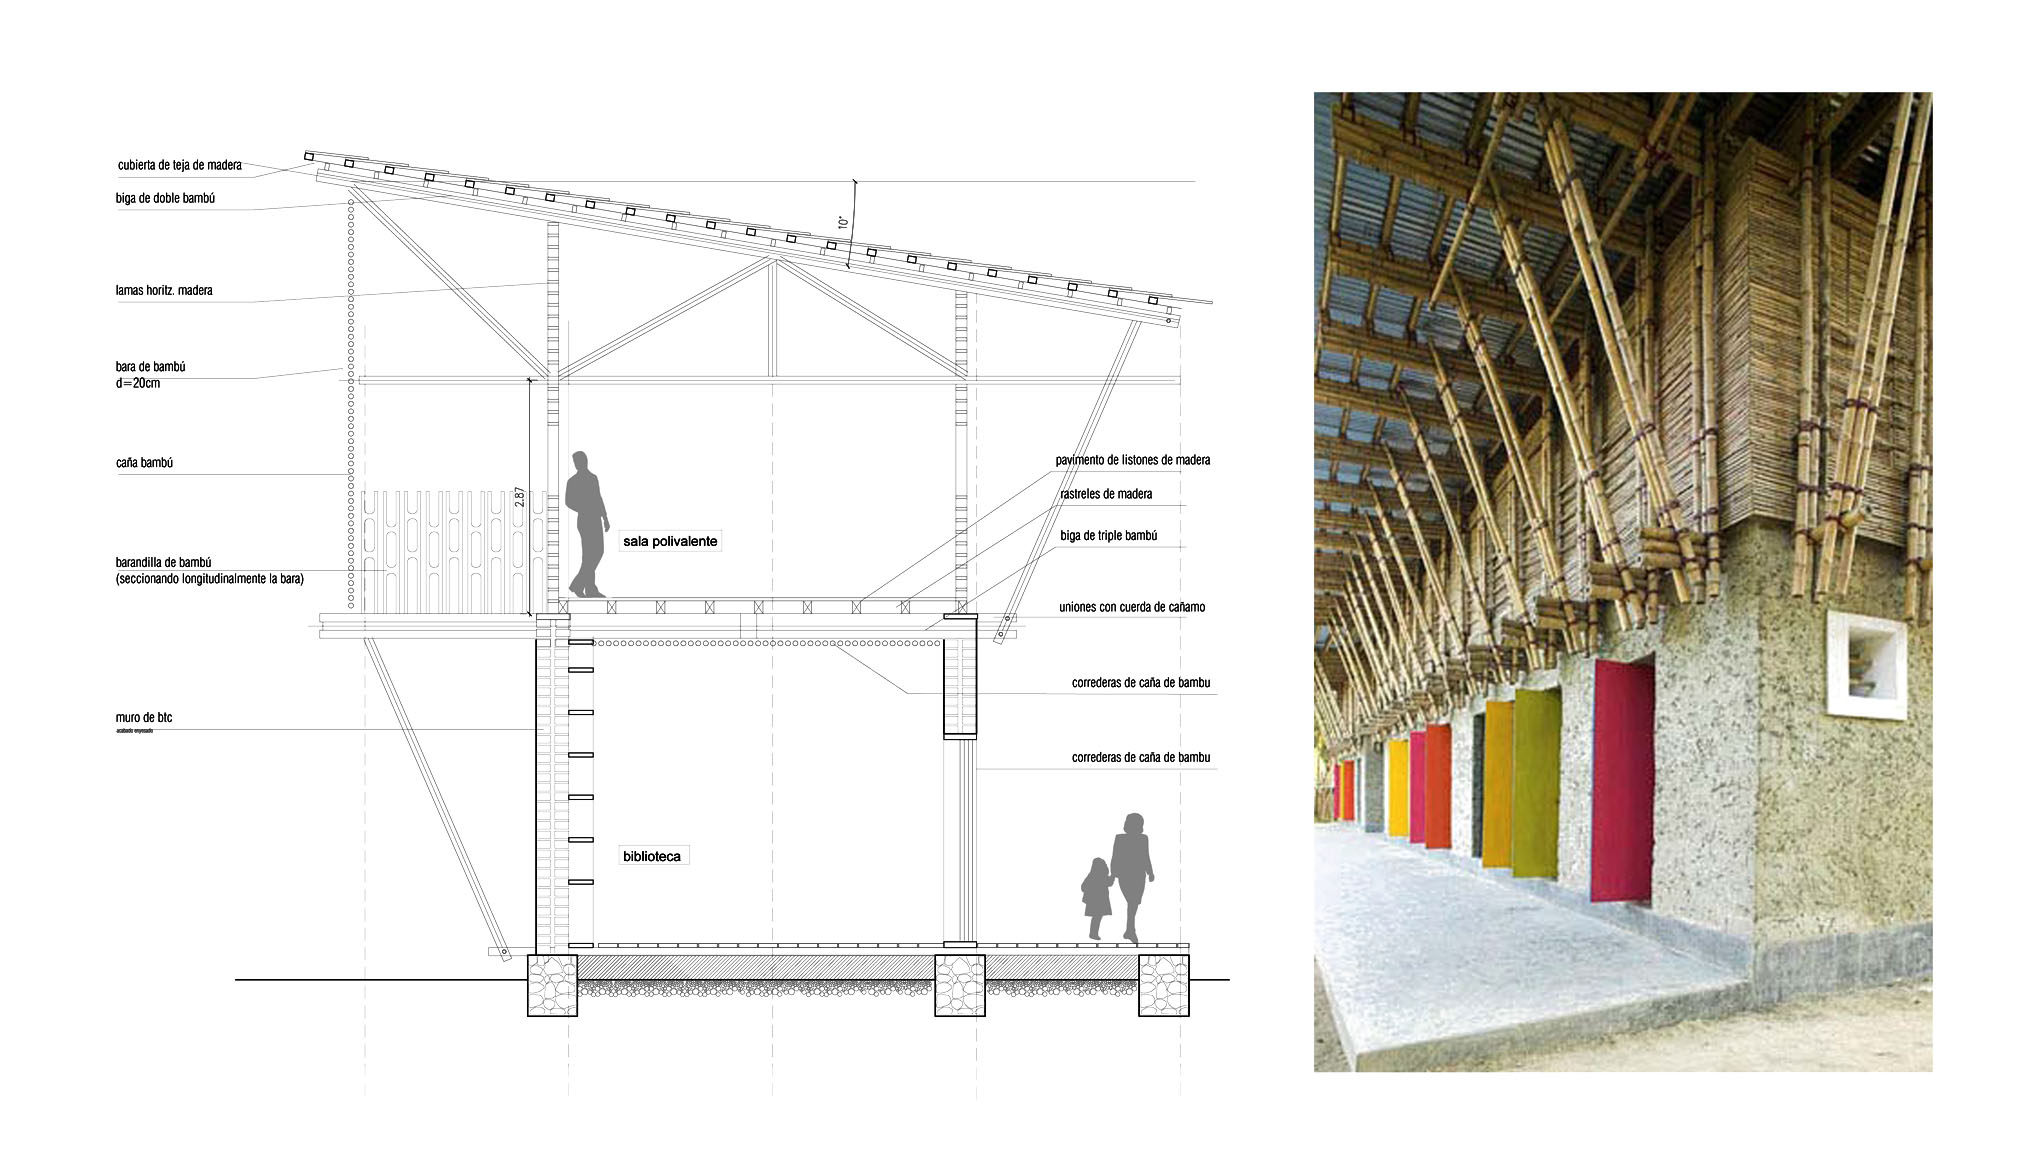 cubierta de teja de madera
biga de doble bambú
lamas horitz. madera
bara de bambú
d=20cm
caña bambú
barandilla de bambú
(seccionando longitudinalmente la bara)
muro de btc
acabado enyesado
10°
2.87
sala polivalente
biblioteca
pavimento de listones de madera
rastreles de madera
biga de triple bambú
uniones con cuerda de cañamo
correderas de caña de bambu
correderas de caña de bambu